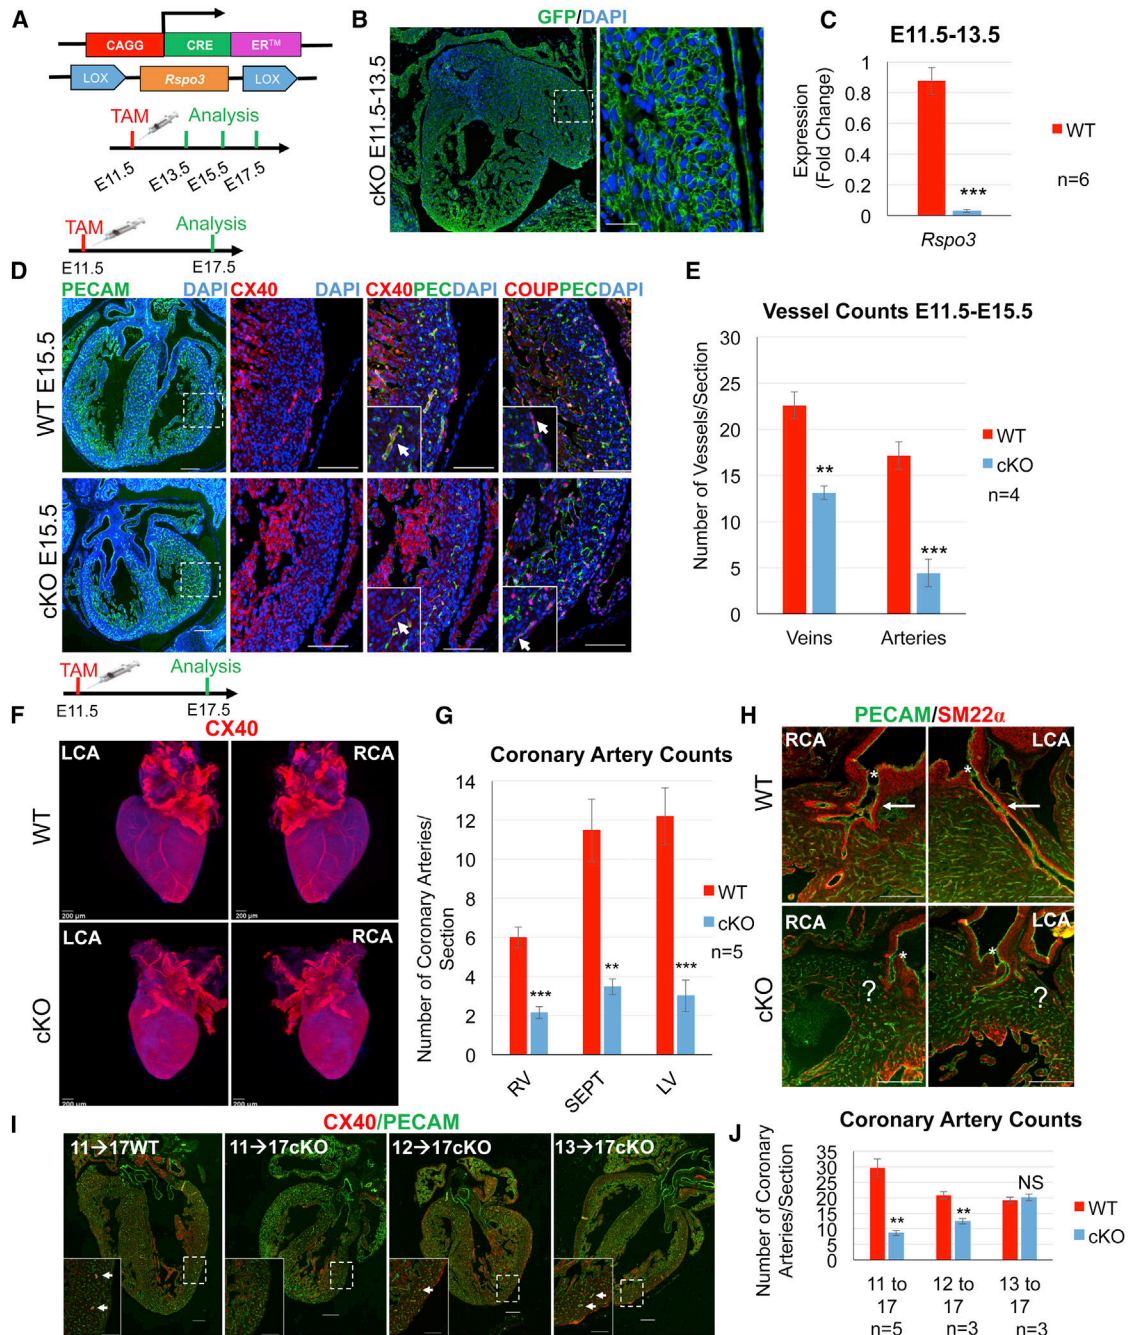 A
CAGG CRE ER™
LOX Rspo3 LOX
TAM Analysis
E11.5 E13.5 E15.5 E17.5
B
GFP/DAPI
cKO E11.5-13.5
C
E11.5-13.5
Expression
(Fold Change)
1
0.8
0.6
0.4
0.2
0
***
Rspo3
WT
n=6
TAM Analysis
E11.5 E17.5
D
PECAM DAPI CX40 DAPI CX40PECDAPI COUPPECDAPI
WT E15.5
cKO E15.5
E
Vessel Counts E11.5-E15.5
Number of Vessels/Section
30
25
20
15
10
5
0
**
***
Veins Arteries
WT
cKO
n=4
TAM Analysis
E11.5 E17.5
F
CX40
LCA RCA
WT
200 µm 200 µm
LCA RCA
cKO
200 µm 200 µm
G
Coronary Artery Counts
Number of Coronary Arteries/
Section
14
12
10
8
6
4
2
0
*** ** ***
RV SEPT LV
WT
cKO
n=5
H
PECAM/SM22α
RCA LCA
WT
* *
RCA LCA
cKO
* *
? ?
I
CX40/PECAM
11→17WT 11→17cKO 12→17cKO 13→17cKO
J
Coronary Artery Counts
Number of Coronary
Arteries/Section
35
30
25
20
15
10
5
0
** ** NS
11 to 12 to 13 to
17 17 17
n=5 n=3 n=3
WT
cKO